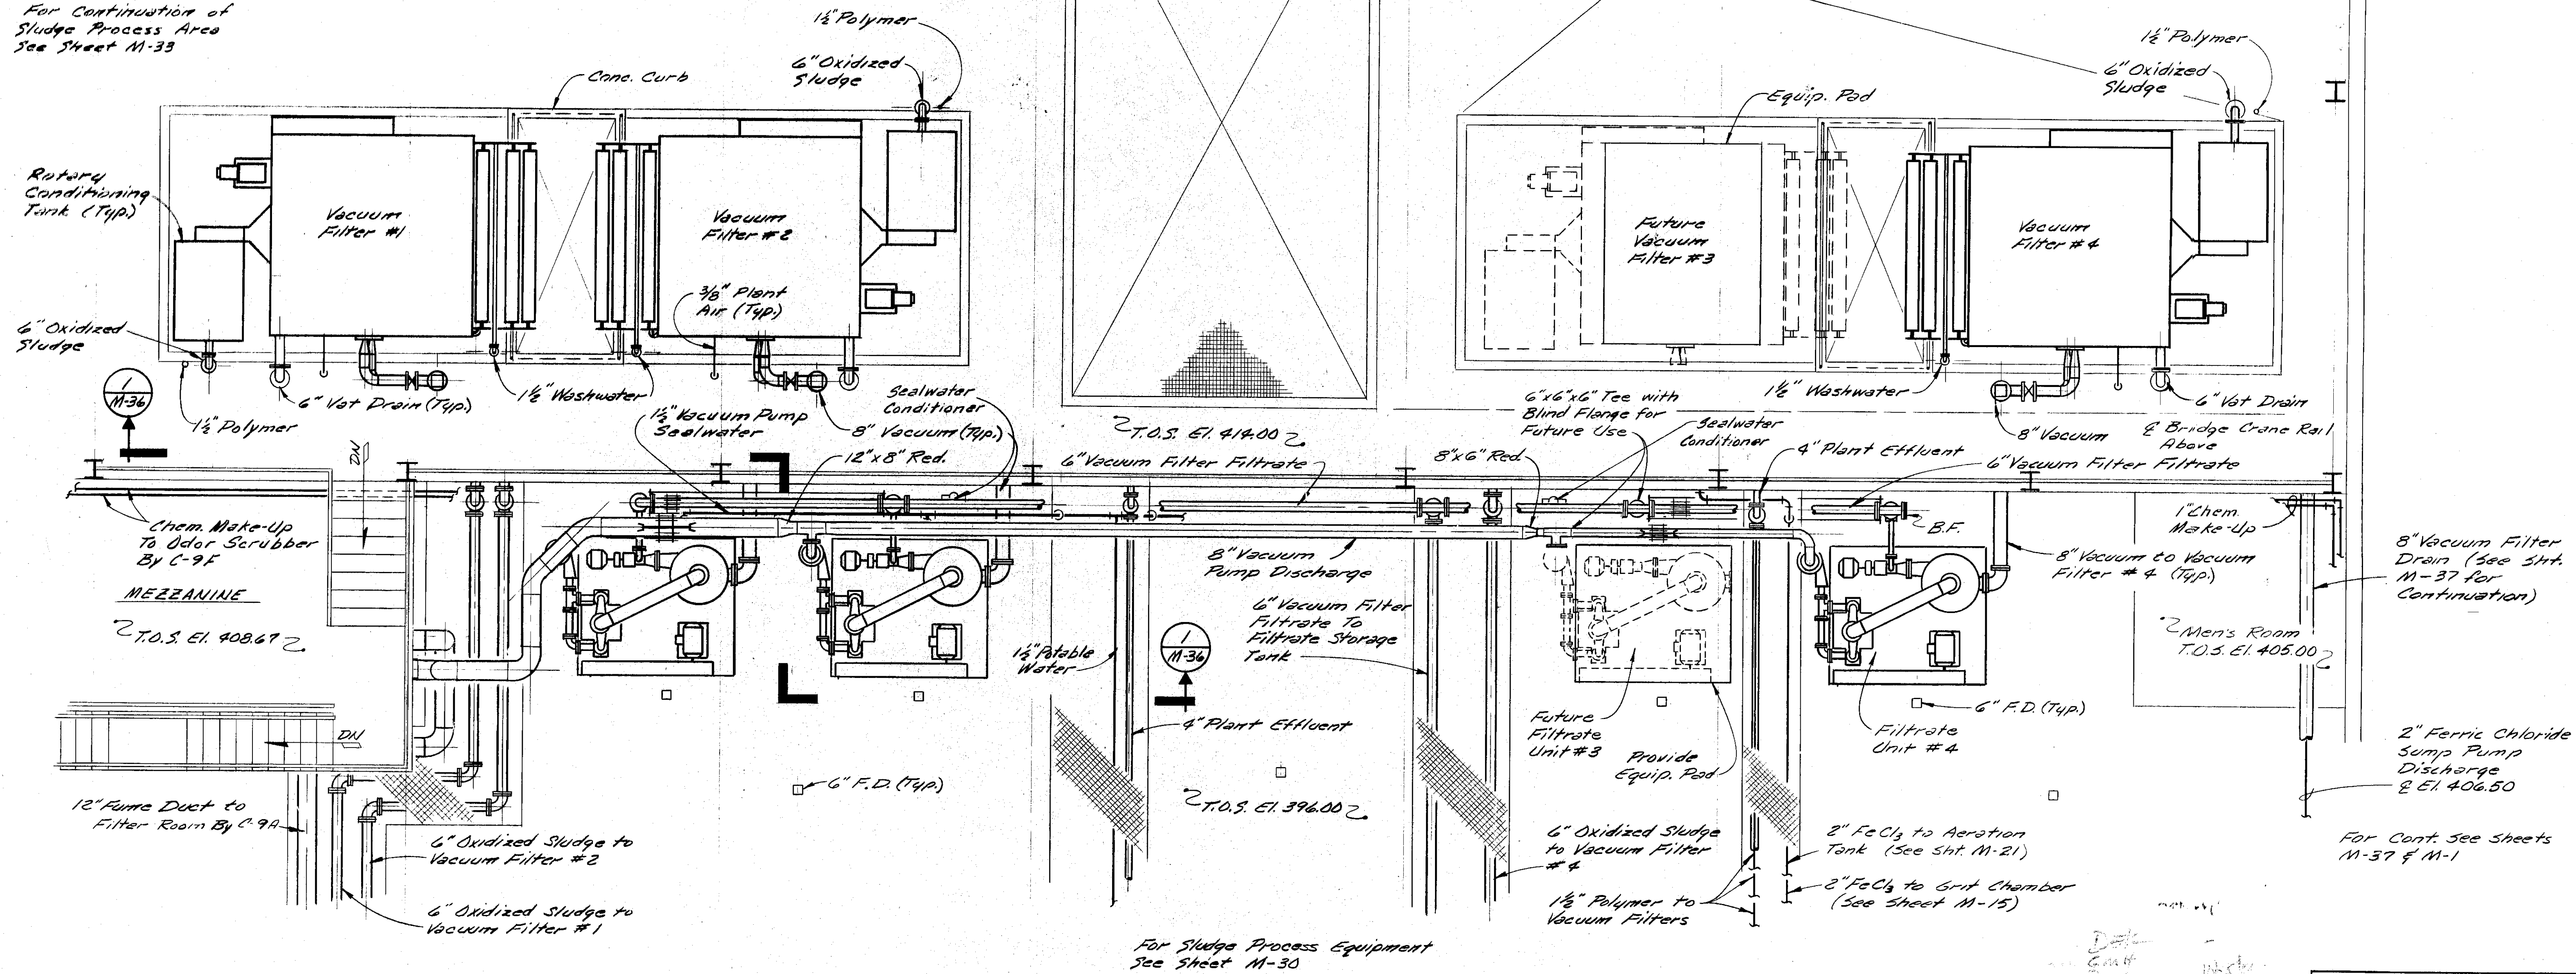 For Continuation of
Sludge Process Area
See Sheet M-33
1½" Polymer
6" Oxidized
Sludge
Conc. Curb
Rotary
Conditioning
Tank (Typ.)
Vacuum
Filter #1
Vacuum
Filter #2
3/8" Plant
Air (Typ.)
6" Oxidized
Sludge
1
M-36
1½" Polymer
6" Vat Drain (Typ.)
1½" Washwater
1½" Vacuum Pump
Sealwater
8" Vacuum (Typ.)
Sealwater
Conditioner
12"x8" Red.
T.O.S. El. 414.00
6" Vacuum Filter Filtrate
1½" Polymer
6" Oxidized
Sludge
Equip. Pad
Future
Vacuum
Filter #3
Vacuum
Filter #4
6"x6"x6" Tee with
Blind Flange for
Future Use
1½" Washwater
8" Vacuum
6" Vat Drain
℄ Bridge Crane Rail
Above
Sealwater
Conditioner
8"x6" Red.
4" Plant Effluent
6" Vacuum Filter Filtrate
DN
Chem. Make-Up
To Odor Scrubber
By C-9F
MEZZANINE
T.O.S. El. 408.67
DN
8" Vacuum
Pump Discharge
6" Vacuum Filter
Filtrate To
Filtrate Storage
Tank
1½" Potable
Water
1
M-36
4" Plant Effluent
B.F.
1" Chem.
Make-Up
8" Vacuum to Vacuum
Filter #4 (Typ.)
8" Vacuum Filter
Drain (See Sht.
M-37 for
Continuation)
Men's Room
T.O.S. El. 405.00
6" F.D. (Typ.)
Filtrate
Unit #4
Future
Filtrate
Unit #3
Provide
Equip. Pad
2" Ferric Chloride
Sump Pump
Discharge
℄ El. 406.50
For Cont. See Sheets
M-37 & M-1
12" Fume Duct to
Filter Room By C-9A
6" F.D. (Typ.)
T.O.S. El. 396.00
6" Oxidized Sludge to
Vacuum Filter #2
6" Oxidized Sludge to
Vacuum Filter #1
6" Oxidized Sludge
to Vacuum Filter
#4
1½" Polymer to
Vacuum Filters
2" FeCl₃ to Aeration
Tank (See Sht. M-21)
2" FeCl₃ to Grit Chamber
(See Sheet M-15)
For Sludge Process Equipment
See Sheet M-30